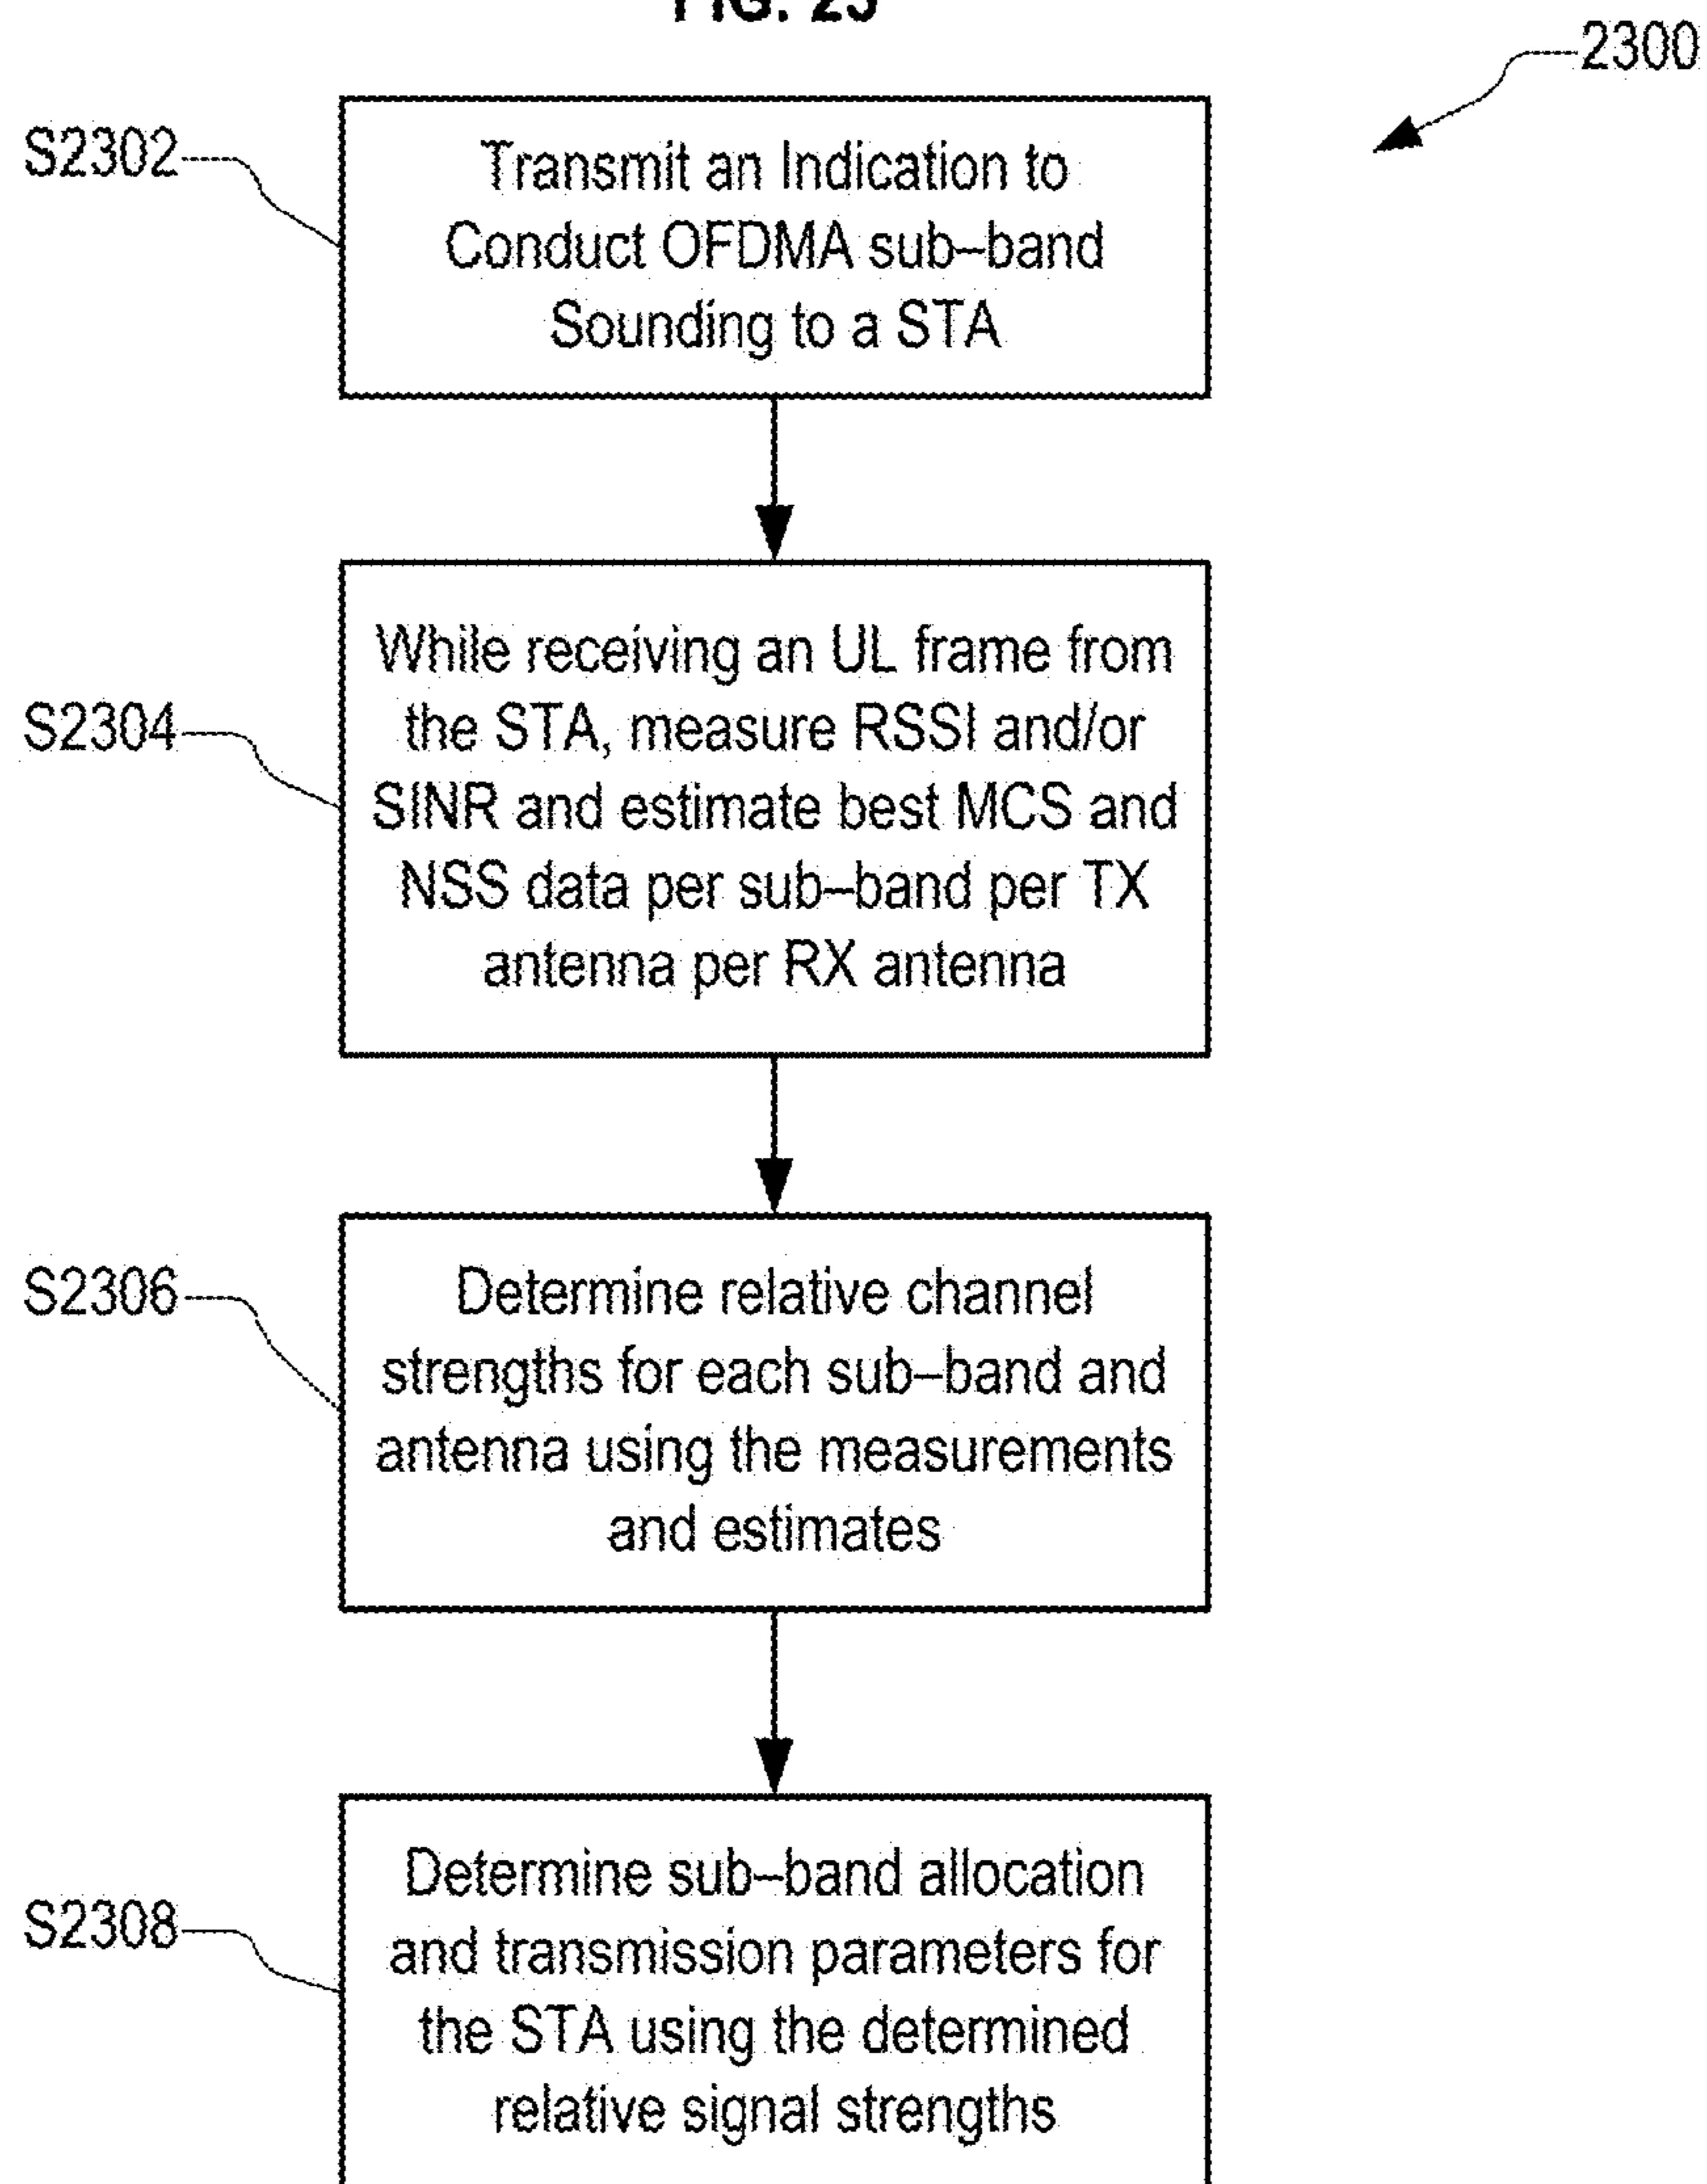 FIG. 23
2300
S2302
Transmit an Indication to
Conduct OFDMA sub–band
Sounding to a STA
S2304
While receiving an UL frame from
the STA, measure RSSI and/or
SINR and estimate best MCS and
NSS data per sub–band per TX
antenna per RX antenna
S2306
Determine relative channel
strengths for each sub–band and
antenna using the measurements
and estimates
S2308
Determine sub–band allocation
and transmission parameters for
the STA using the determined
relative signal strengths